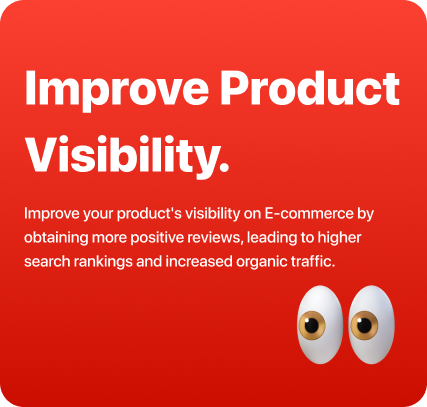 Improve Product
Visibility.
Improve your product's visibility on E-commerce by
obtaining more positive reviews, leading to higher
search rankings and increased organic traffic.